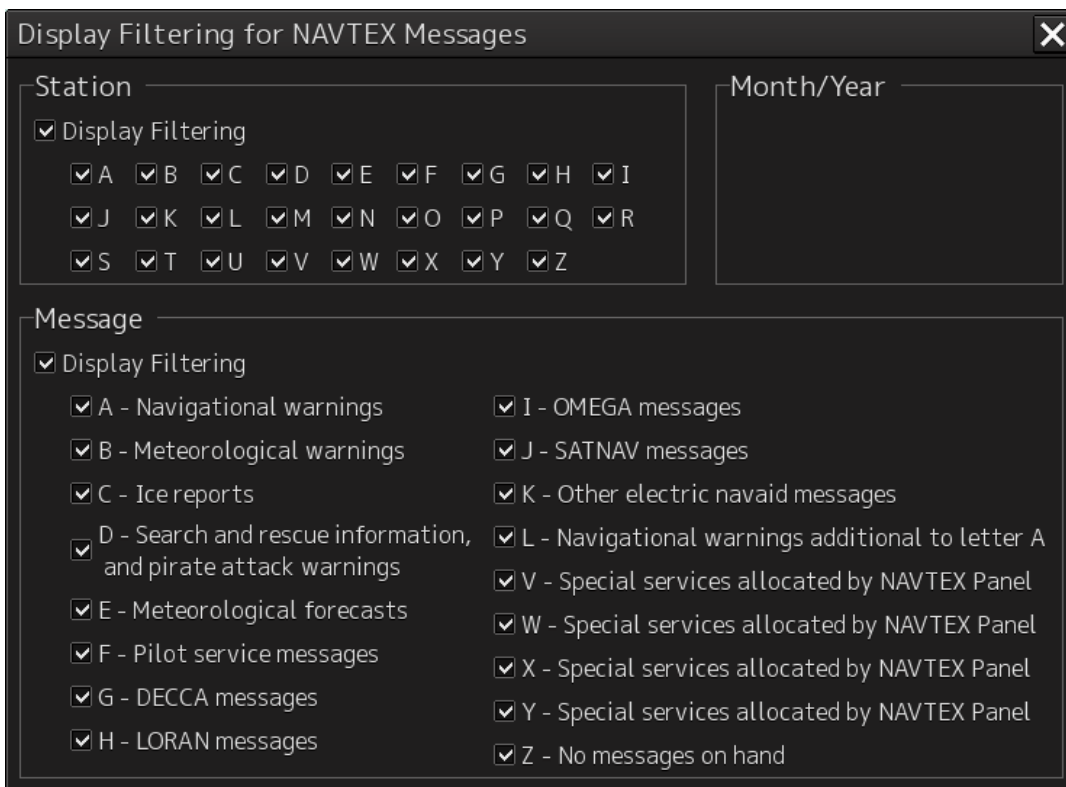 Display Filtering for NAVTEX Messages
Station
Display Filtering
A B C D E F G H I
J K L M N O P Q R
S T U V W X Y Z
Month/Year
Message
Display Filtering
A - Navigational warnings
B - Meteorological warnings
C - Ice reports
D - Search and rescue information,
and pirate attack warnings
E - Meteorological forecasts
F - Pilot service messages
G - DECCA messages
H - LORAN messages
I - OMEGA messages
J - SATNAV messages
K - Other electric navaid messages
L - Navigational warnings additional to letter A
V - Special services allocated by NAVTEX Panel
W - Special services allocated by NAVTEX Panel
X - Special services allocated by NAVTEX Panel
Y - Special services allocated by NAVTEX Panel
Z - No messages on hand